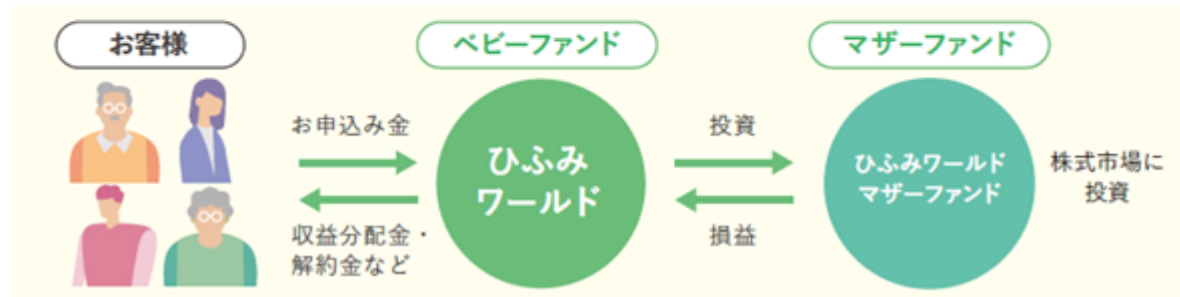 お客様
ベビーファンド
マザーファンド
お申込み金
収益分配金・
解約金など
ひふみ
ワールド
投資
損益
ひふみワールド
マザーファンド
株式市場に
投資